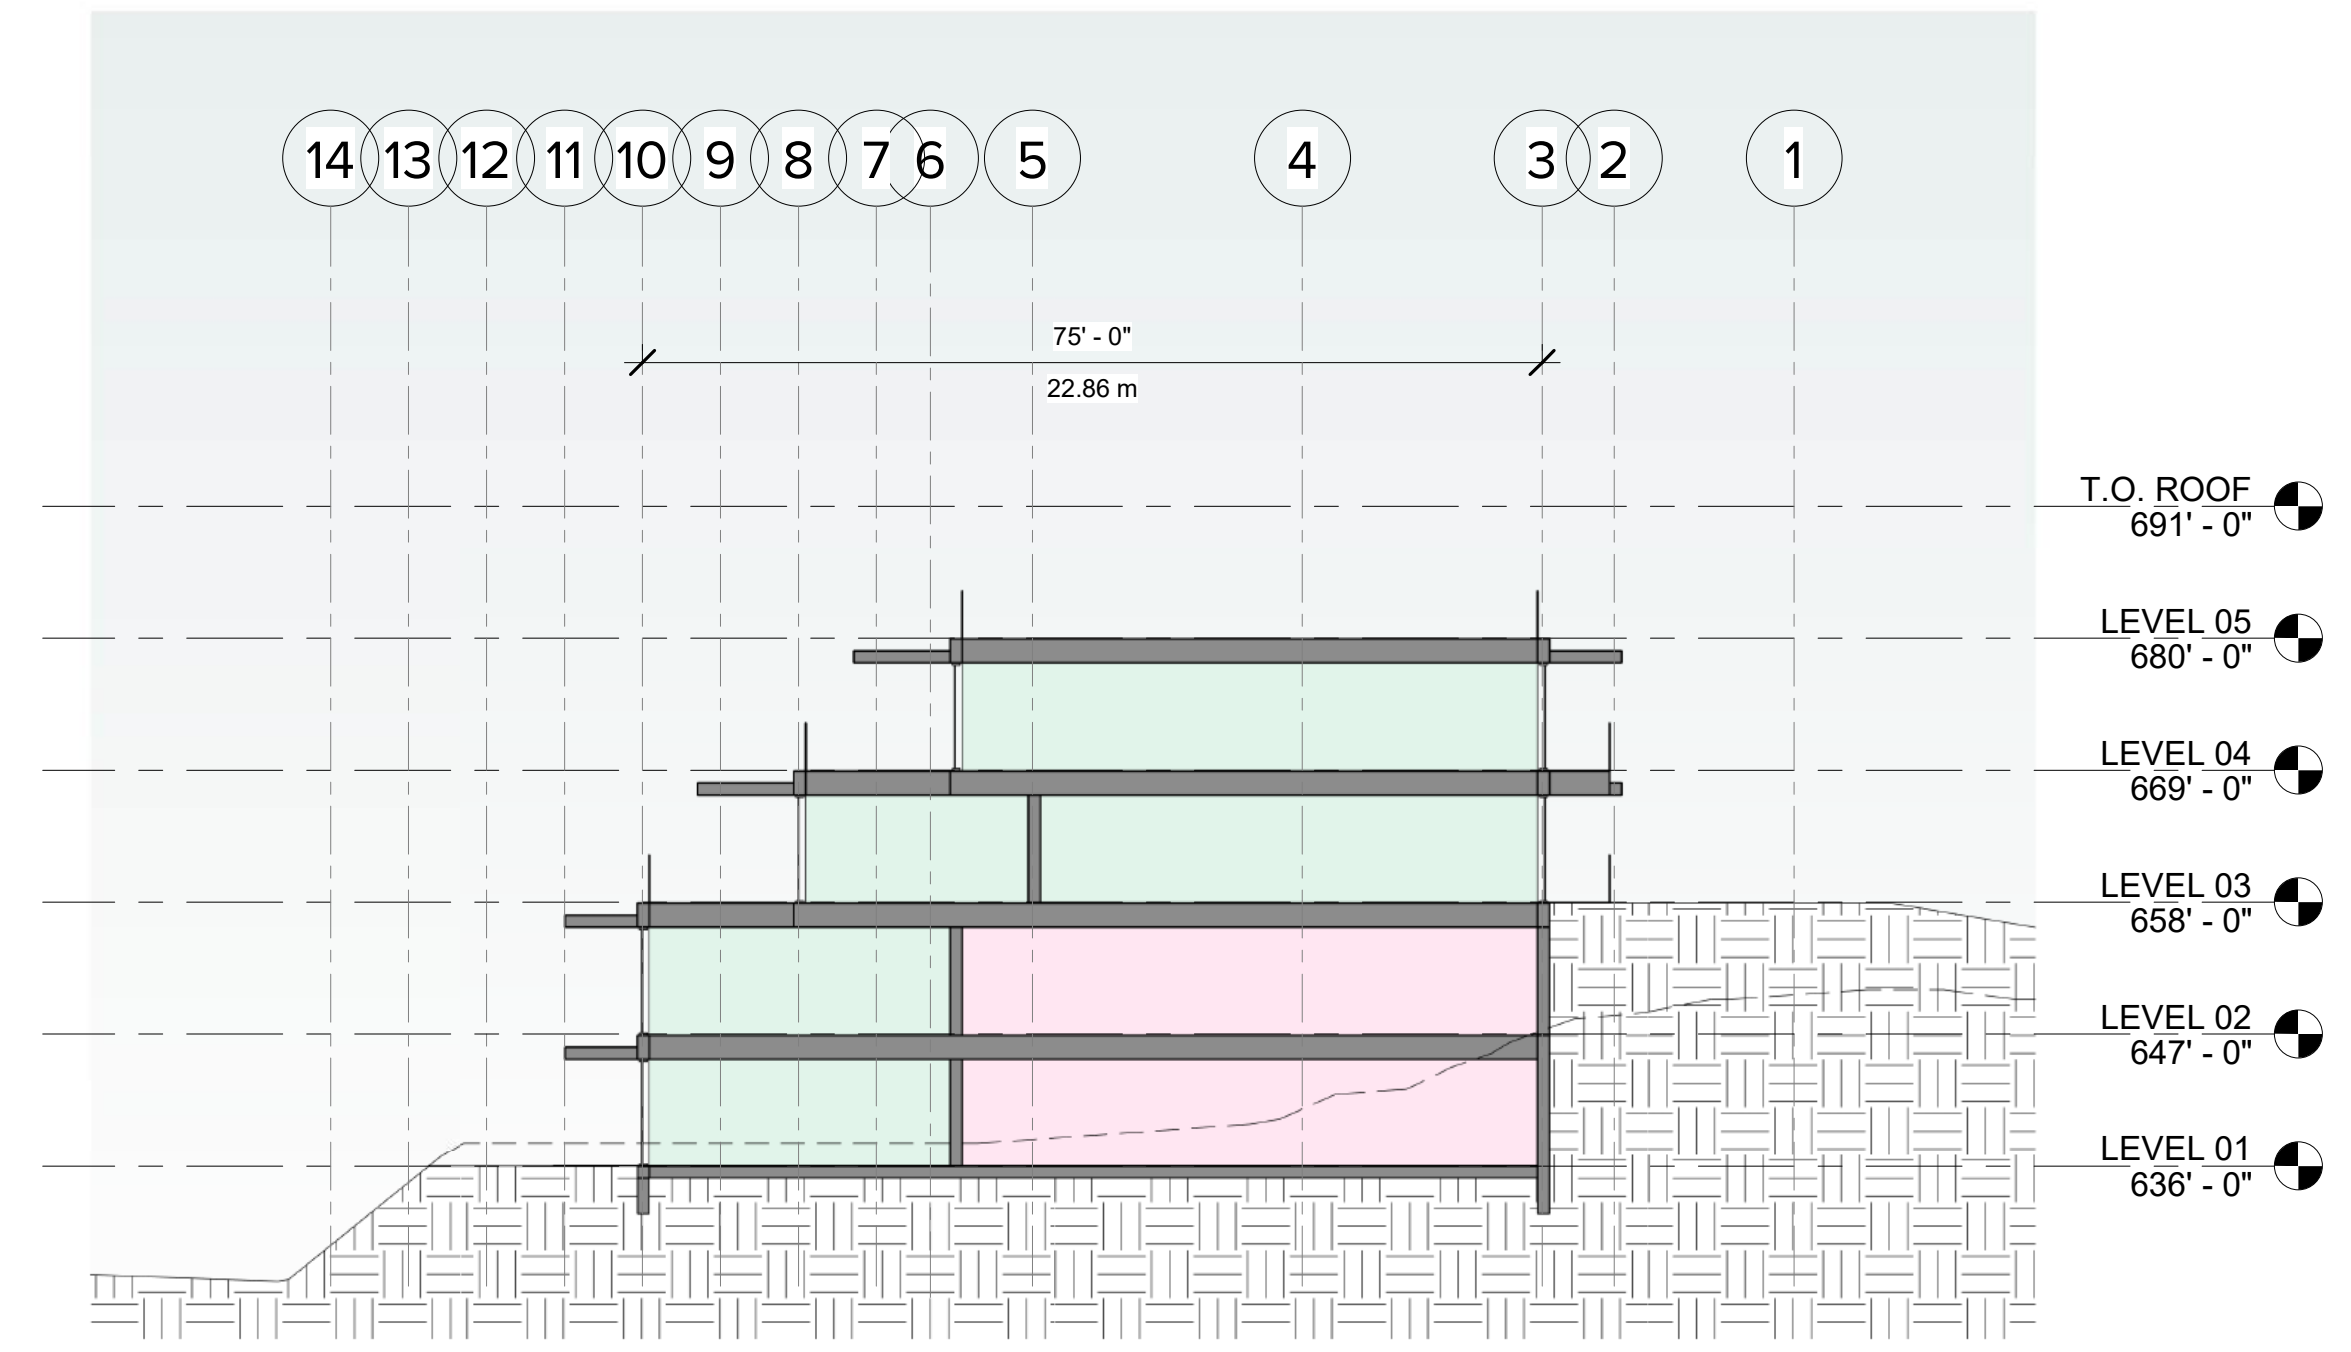 14 13 12 11 10 9 8 7 6 5 4 3 2 1
75' - 0"
22.86 m
T.O. ROOF
691' - 0"
LEVEL 05
680' - 0"
LEVEL 04
669' - 0"
LEVEL 03
658' - 0"
LEVEL 02
647' - 0"
LEVEL 01
636' - 0"